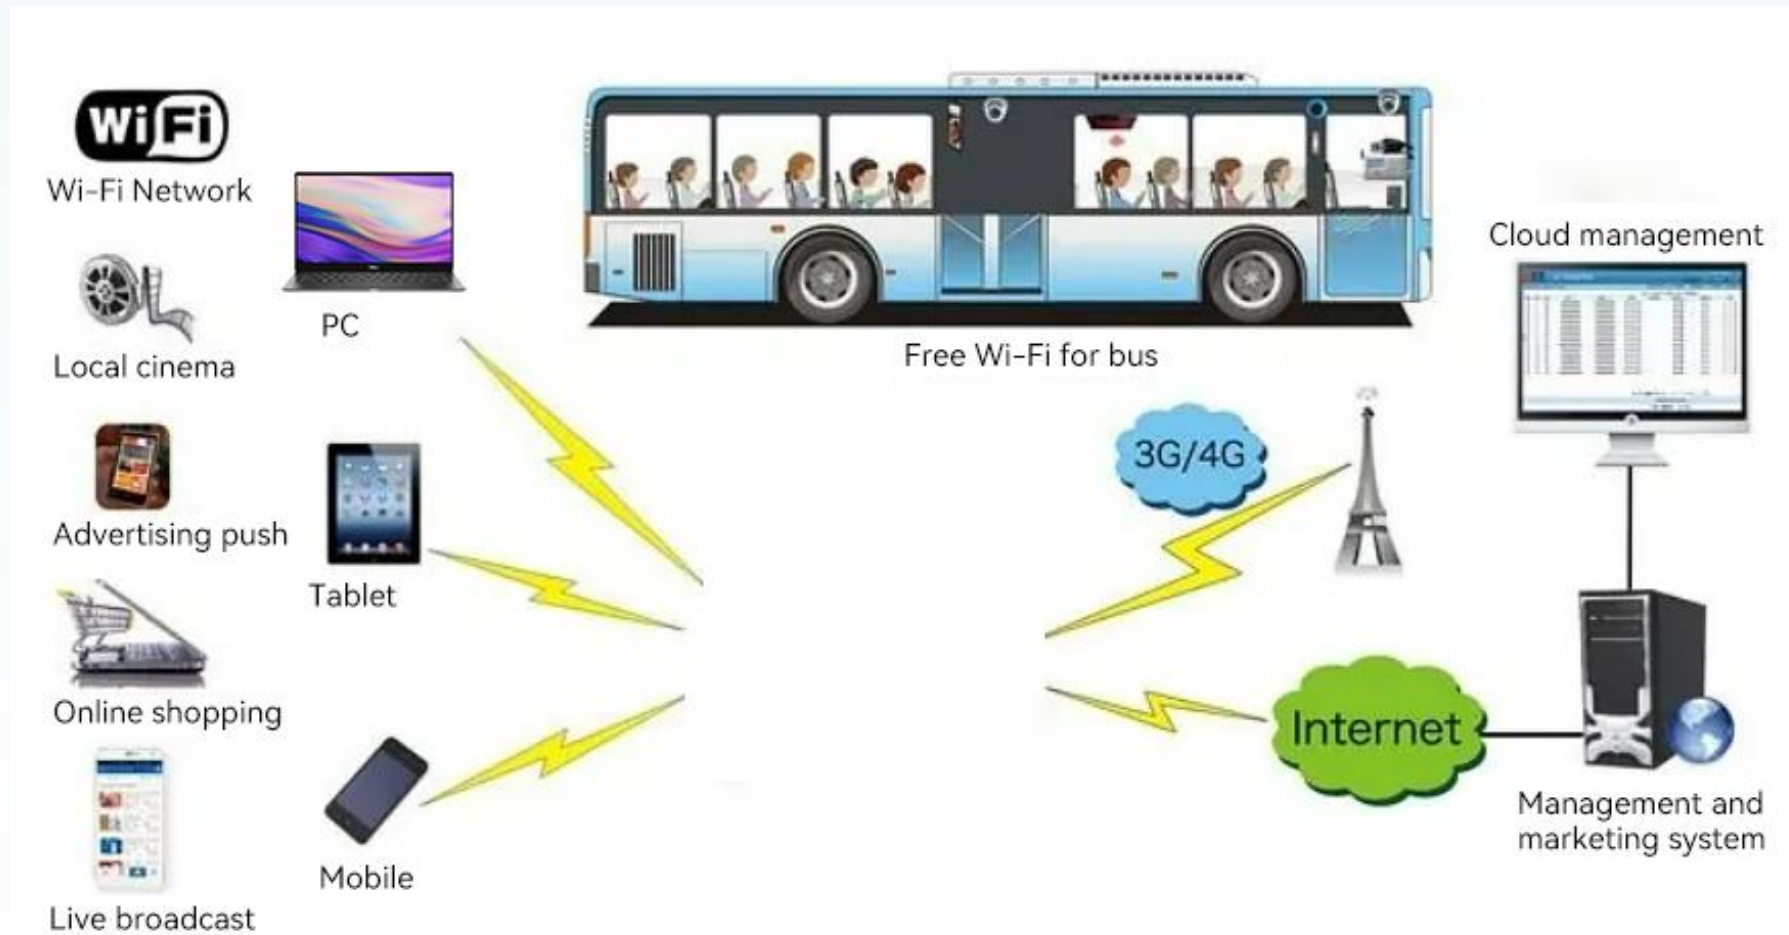 WiFi
Wi-Fi Network
PC
Local cinema
Advertising push
Tablet
Online shopping
Mobile
Live broadcast
Free Wi-Fi for bus
3G/4G
Internet
Cloud management
Management and
marketing system